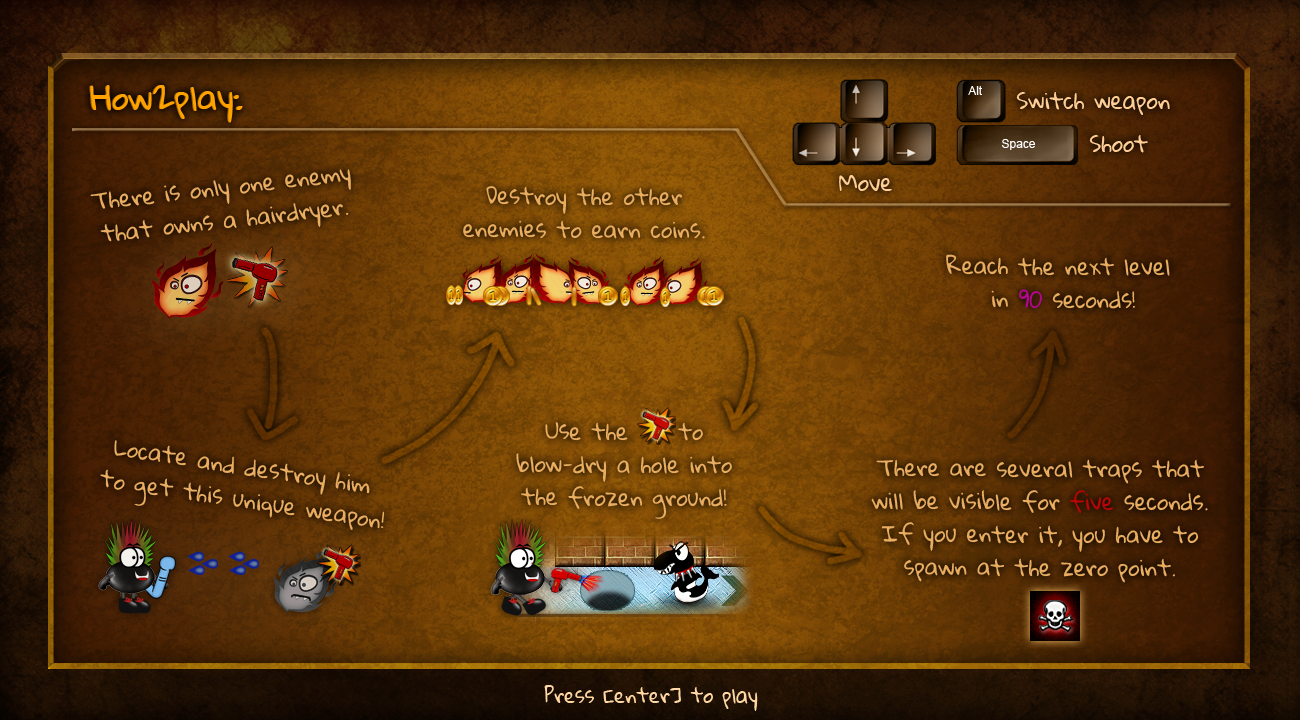 How2play:
Alt
Switch weapon
Space
Shoot
Move
There is only one enemy
that owns a hairdryer.
Locate and destroy him
to get this unique weapon!
Destroy the other
enemies to earn coins.
Use the to
blow-dry a hole into
the frozen ground!
There are several traps that
will be visible for five seconds.
If you enter it, you have to
spawn at the zero point.
Reach the next level
in 90 seconds!
Press [enter] to play